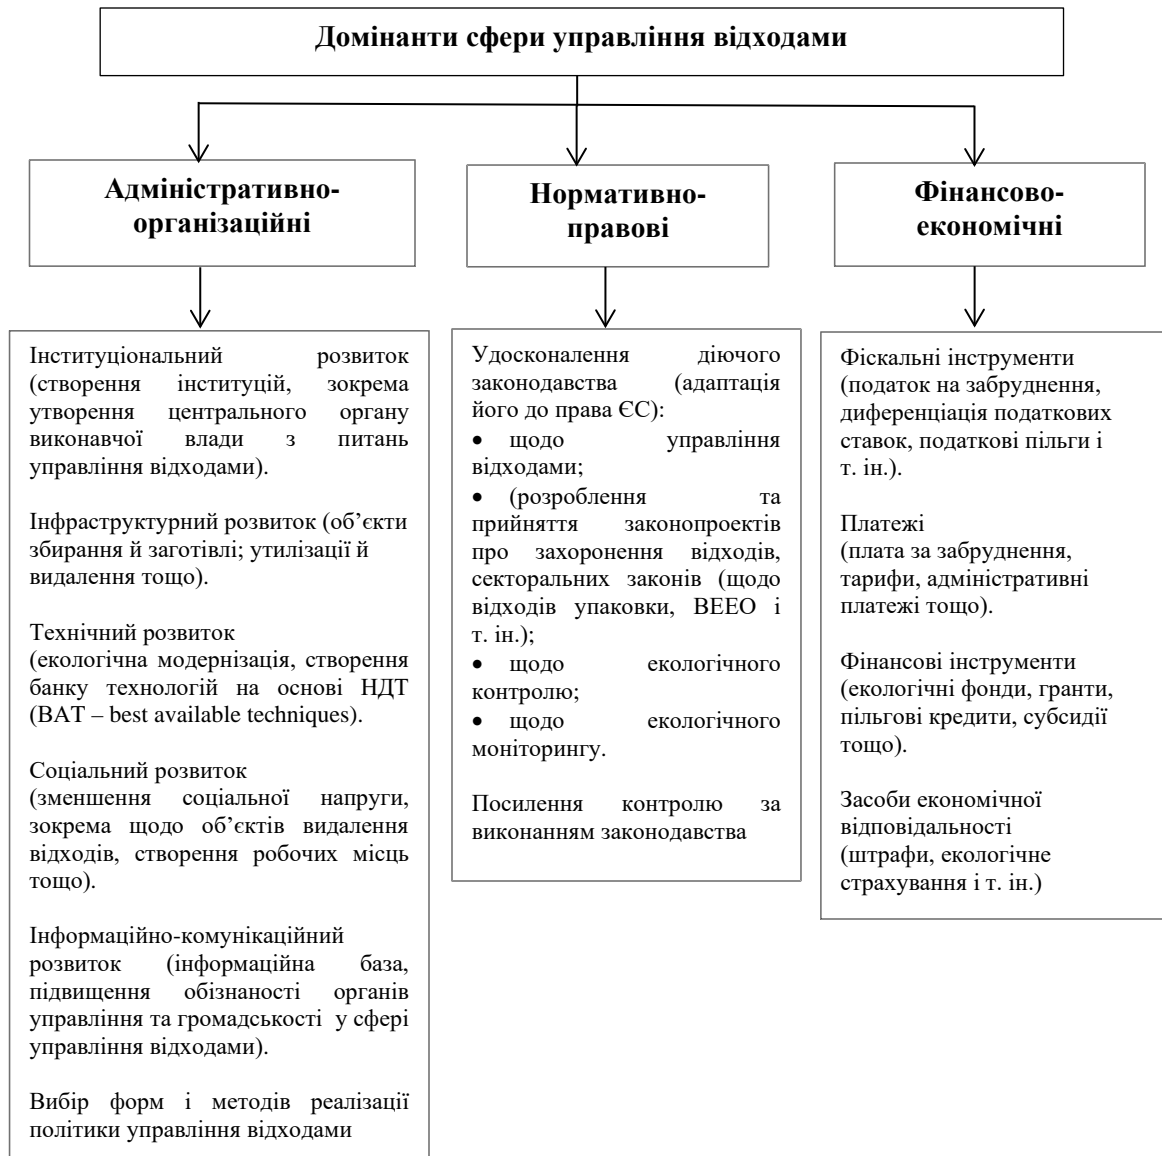 Домінанти сфери управління відходами
Адміністративно-
організаційні
Нормативно-
правові
Фінансово-
економічні
Інституціональний розвиток
(створення інституцій, зокрема
утворення центрального органу
виконавчої влади з питань
управління відходами).
Інфраструктурний розвиток (об’єкти
збирання й заготівлі; утилізації й
видалення тощо).
Технічний розвиток
(екологічна модернізація, створення
банку технологій на основі НДТ
(BAT – best available techniques).
Соціальний розвиток
(зменшення соціальної напруги,
зокрема щодо об’єктів видалення
відходів, створення робочих місць
тощо).
Інформаційно-комунікаційний
розвиток (інформаційна база,
підвищення обізнаності органів
управління та громадськості у сфері
управління відходами).
Вибір форм і методів реалізації
політики управління відходами
Удосконалення діючого
законодавства (адаптація
його до права ЄС):
• щодо управління
відходами;
• (розроблення та
прийняття законопроектів
про захоронення відходів,
секторальних законів (щодо
відходів упаковки, ВЕЕО і
т. ін.);
• щодо екологічного
контролю;
• щодо екологічного
моніторингу.
Посилення контролю за
виконанням законодавства
Фіскальні інструменти
(податок на забруднення,
диференціація податкових
ставок, податкові пільги і
т. ін.).
Платежі
(плата за забруднення,
тарифи, адміністративні
платежі тощо).
Фінансові інструменти
(екологічні фонди, гранти,
пільгові кредити, субсидії
тощо).
Засоби економічної
відповідальності
(штрафи, екологічне
страхування і т. ін.)